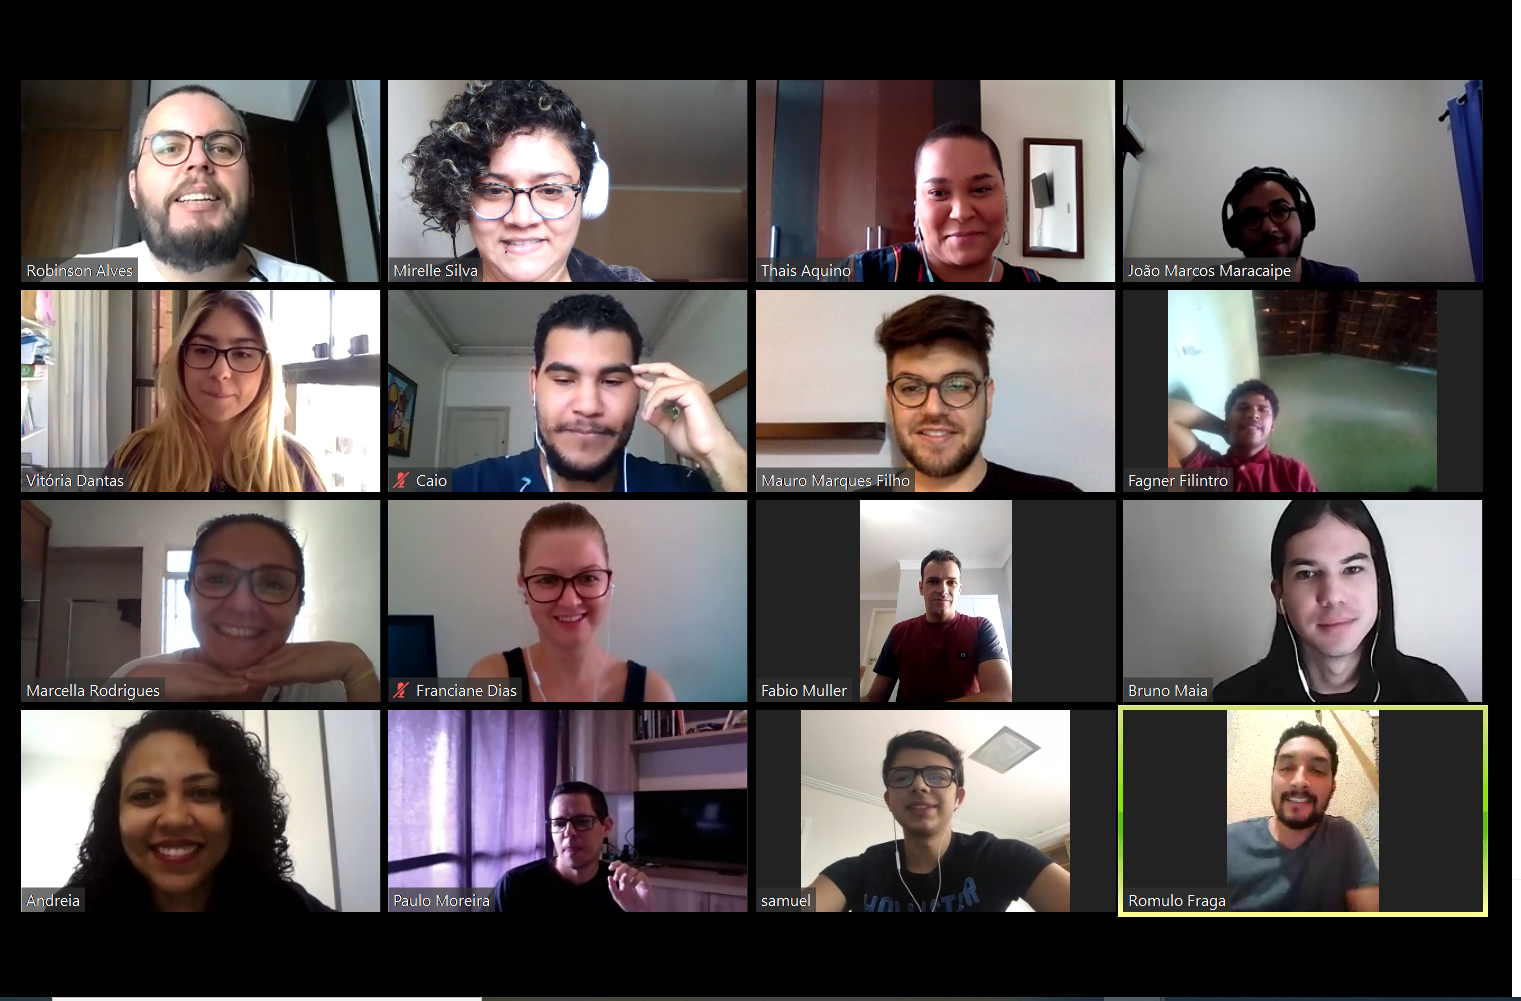 Robinson Alves
Mirelle Silva
Thais Aquino
João Marcos Maracaipe
Vitória Dantas
Caio
Mauro Marques Filho
Fagner Filintro
Marcella Rodrigues
Franciane Dias
Fabio Muller
Bruno Maia
Andreia
Paulo Moreira
samuel
HOLLISTER
Romulo Fraga